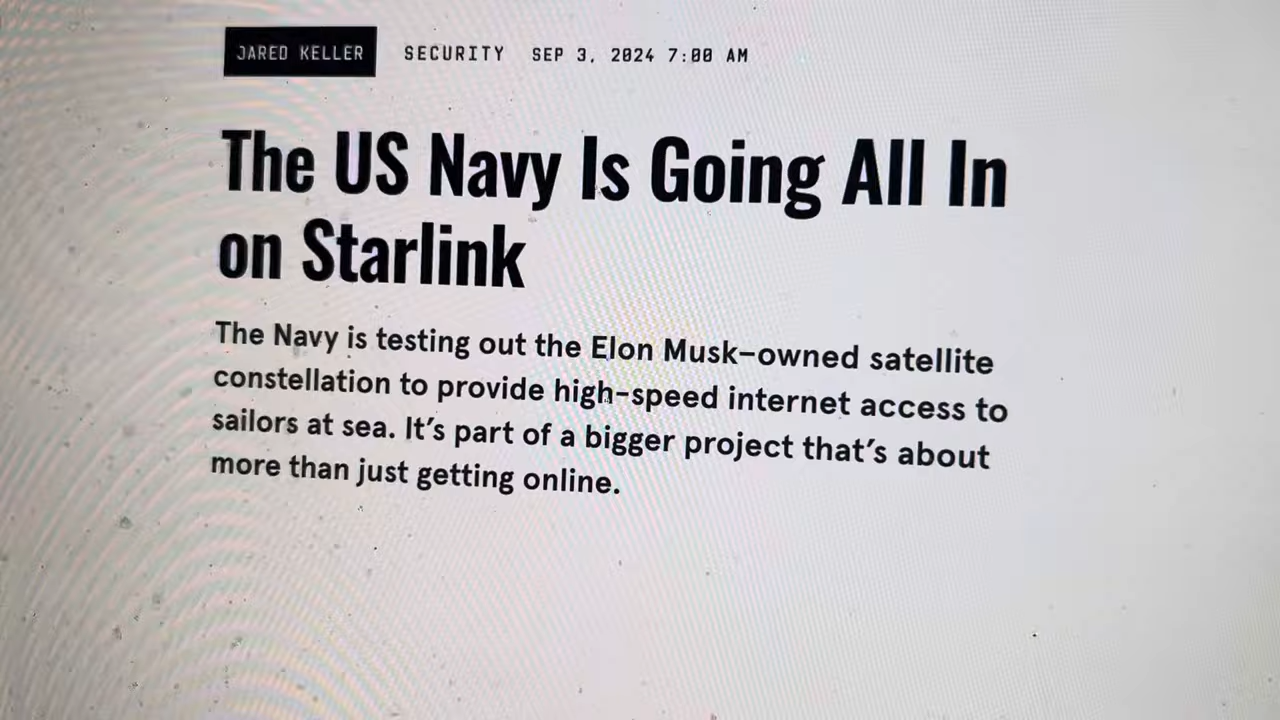 JARED KELLER SECURITY SEP 3, 2024 7:00 AM
The US Navy Is Going All In
on Starlink
The Navy is testing out the Elon Musk–owned satellite
constellation to provide high-speed internet access to
sailors at sea. It’s part of a bigger project that’s about
more than just getting online.